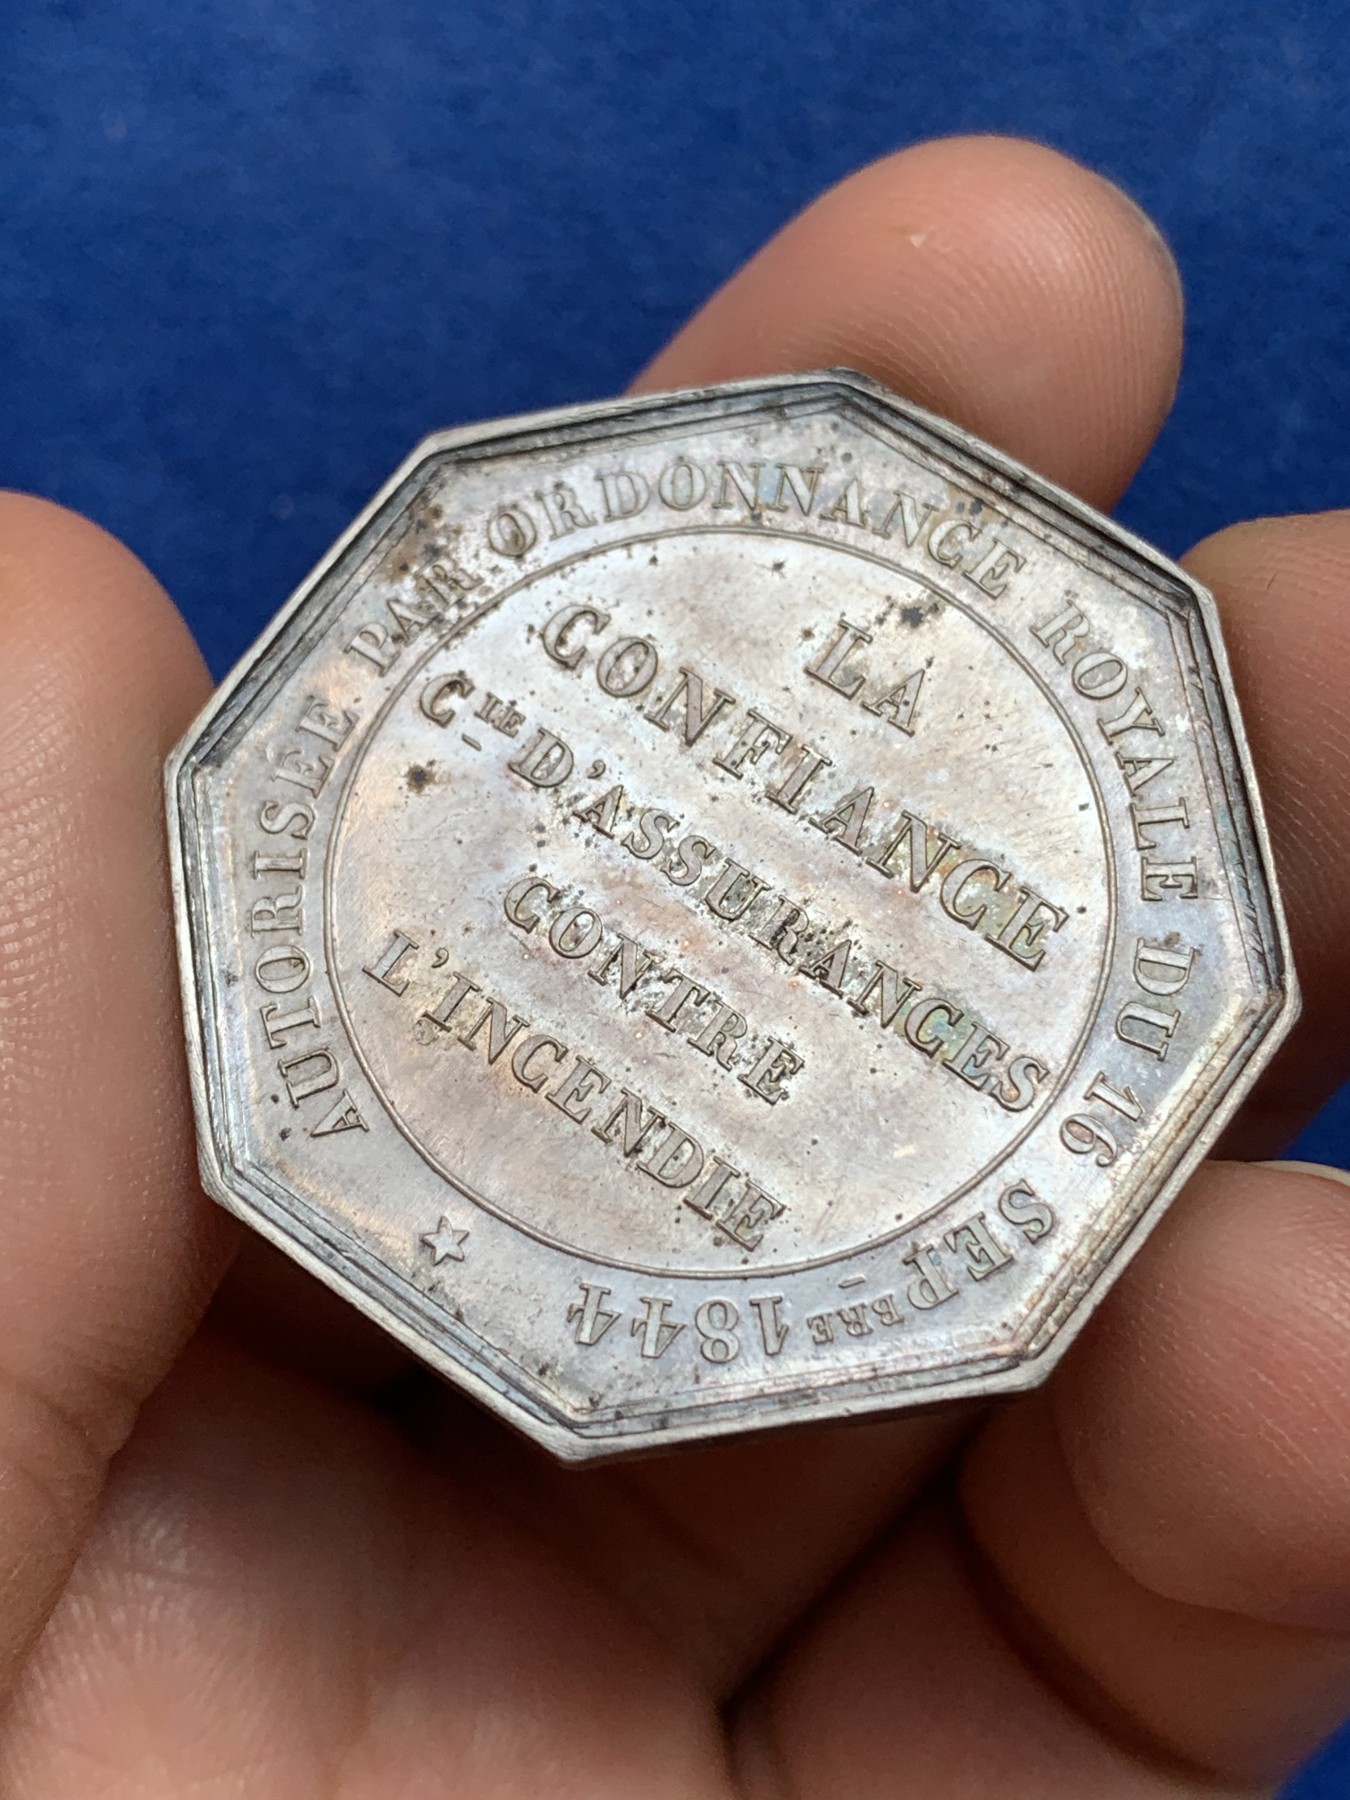 AUTORISÉE PAR ORDONNANCE ROYALE DU 16 SEPBRE 1844
LA
CONFIANCE
CIE D'ASSURANCES
CONTRE
L'INCENDIE